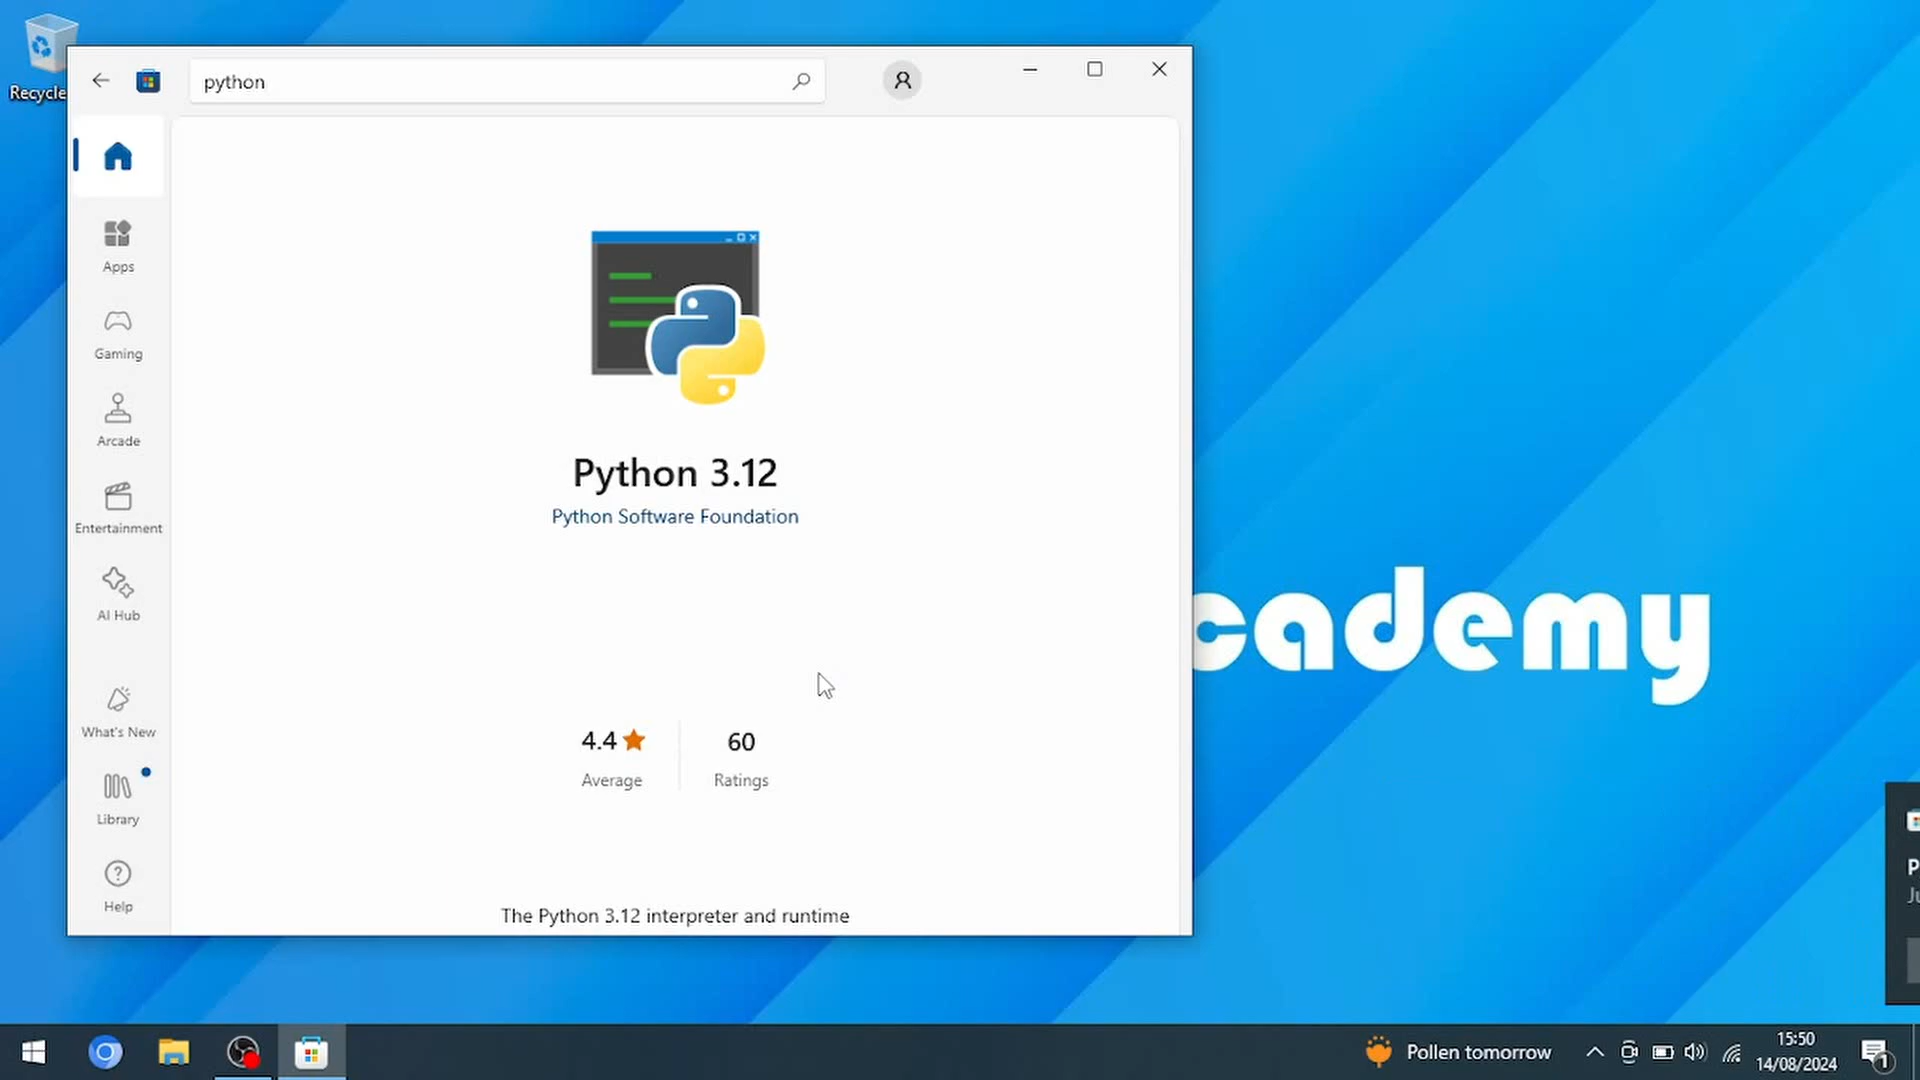 Recycle
python
Apps
Gaming
Arcade
Entertainment
AI Hub
What's New
Library
Help
Python 3.12
Python Software Foundation
4.4
Average
60
Ratings
The Python 3.12 interpreter and runtime
cademy
P
Ju
Pollen tomorrow
15:50
14/08/2024
1